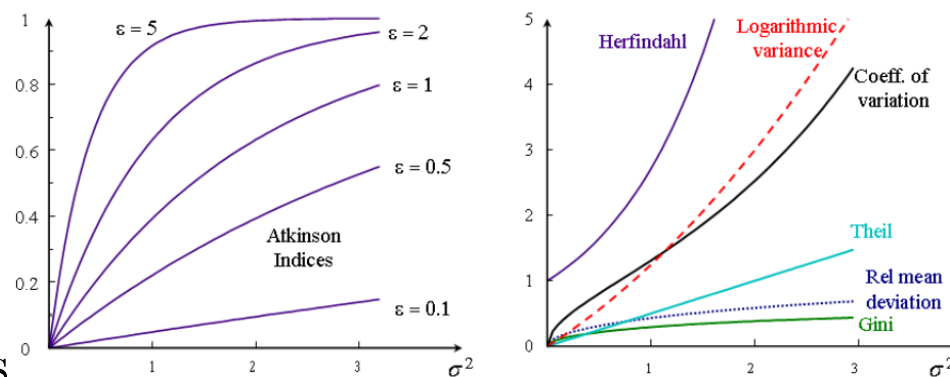 1
ε = 5
ε = 2
0.8
ε = 1
0.6
ε = 0.5
0.4
Atkinson
Indices
0.2
ε = 0.1
0
1
2
3
σ²
s
5
Herfindahl
Logarithmic
variance
4
Coeff. of
variation
3
2
Theil
1
Rel mean
deviation
Gini
0
1
2
3